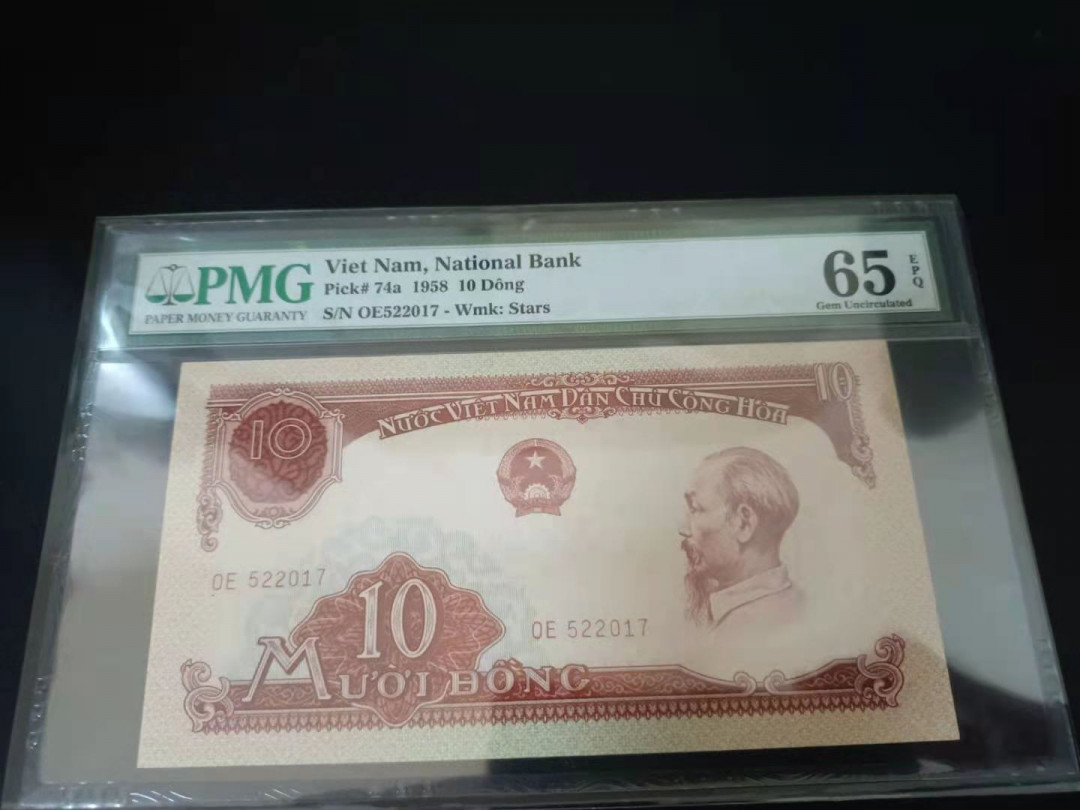 PMG
PAPER MONEY GUARANTY
Viet Nam, National Bank
Pick# 74a 1958 10 Dông
S/N OE522017 - Wmk: Stars
65
EPQ
Gem Uncirculated
10
NƯỚC VIỆT NAM DÂN CHỦ CỘNG HÒA
10
OE 522017
10
OE 522017
MƯỜI ĐỒNG